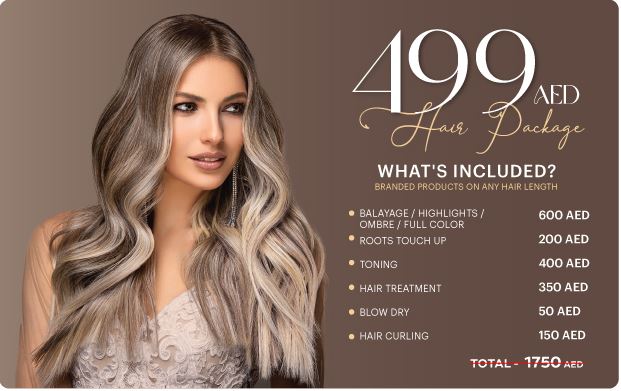 499 AED
Hair Package
WHAT'S INCLUDED?
BRANDED PRODUCTS ON ANY HAIR LENGTH
• BALAYAGE / HIGHLIGHTS / 600 AED
OMBRE / FULL COLOR
• ROOTS TOUCH UP 200 AED
• TONING 400 AED
• HAIR TREATMENT 350 AED
• BLOW DRY 50 AED
• HAIR CURLING 150 AED
TOTAL - 1750 AED